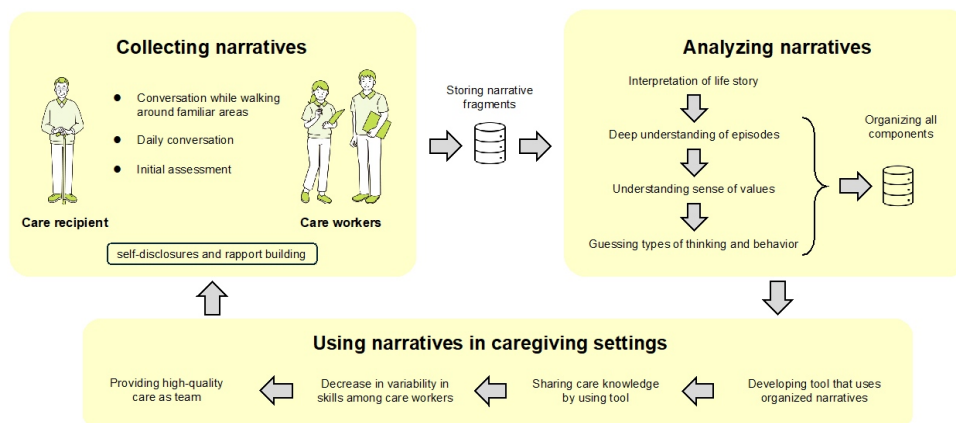 Collecting narratives
Conversation while walking
around familiar areas
Daily conversation
Initial assessment
Care recipient
Care workers
self-disclosures and rapport building
Storing narrative
fragments
Analyzing narratives
Interpretation of life story
Deep understanding of episodes
Understanding sense of values
Guessing types of thinking and behavior
Organizing all
components
Using narratives in caregiving settings
Providing high-quality
care as team
Decrease in variability in
skills among care workers
Sharing care knowledge
by using tool
Developing tool that uses
organized narratives